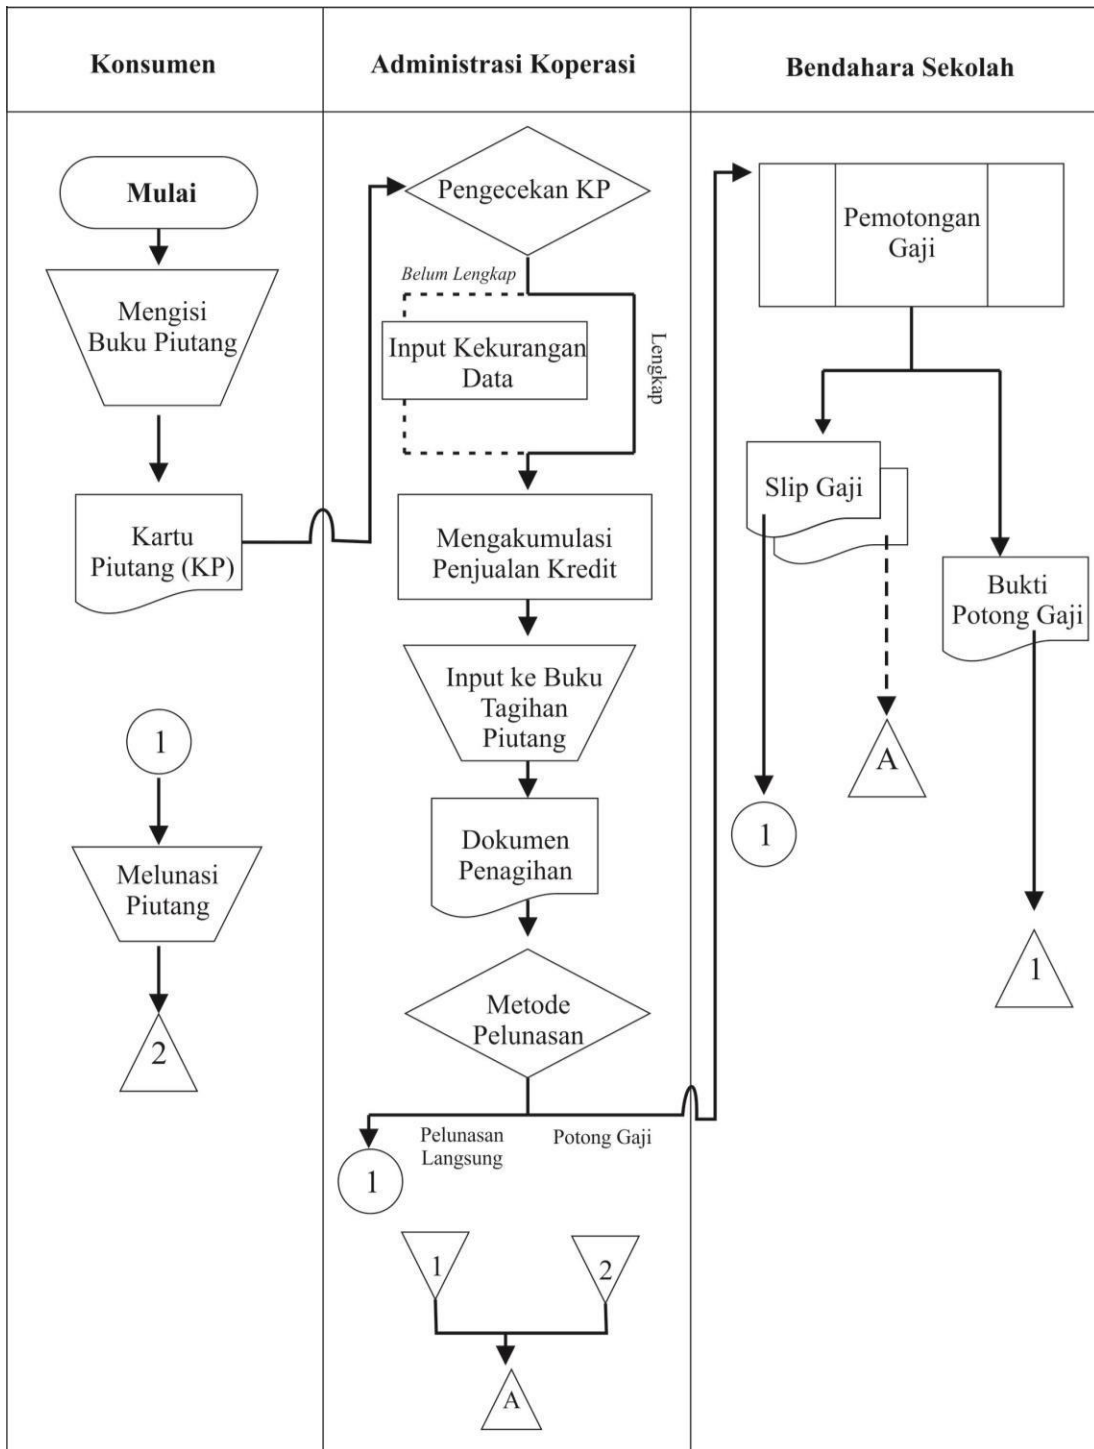 Konsumen
Administrasi Koperasi
Bendahara Sekolah
Mulai
Mengisi
Buku Piutang
Kartu
Piutang (KP)
1
Melunasi
Piutang
2
Pengecekan KP
Belum Lengkap
Input Kekurangan
Data
Lengkap
Mengakumulasi
Penjualan Kredit
Input ke Buku
Tagihan
Piutang
Dokumen
Penagihan
Metode
Pelunasan
Pelunasan
Langsung
Potong Gaji
1
1
2
A
Pemotongan
Gaji
Slip Gaji
Bukti
Potong Gaji
A
1
1